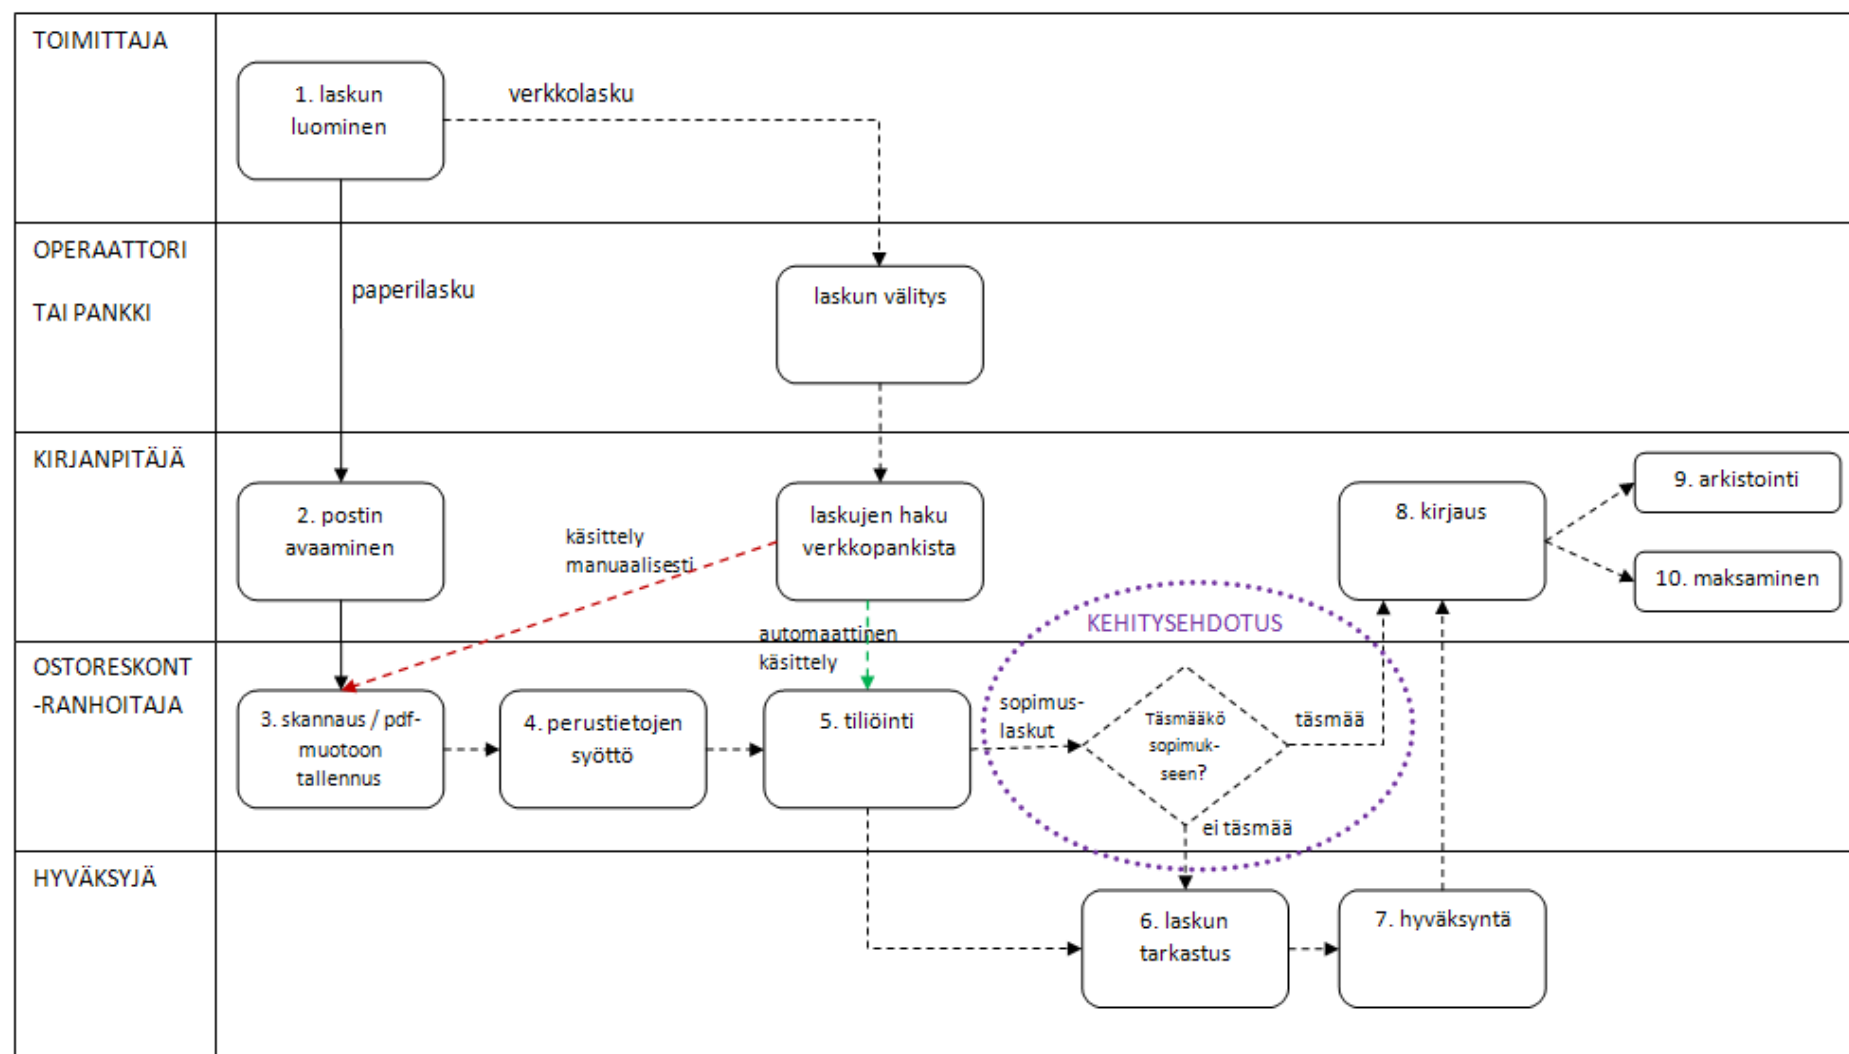 TOIMITTAJA
1. laskun
luominen
verkkolasku
OPERAATTORI
TAI PANKKI
paperilasku
laskun välitys
KIRJANPITÄJÄ
2. postin
avaaminen
käsittely
manuaalisesti
laskujen haku
verkkopankista
8. kirjaus
9. arkistointi
10. maksaminen
KEHITYSEHDOTUS
automaattinen
käsittely
OSTORESKONT
-RANHOITAJA
3. skannaus / pdf-
muotoon
tallennus
4. perustietojen
syöttö
5. tiliöinti
sopimus-
laskut
Täsmääkö
sopimuk-
seen?
täsmää
ei täsmää
HYVÄKSYJÄ
6. laskun
tarkastus
7. hyväksyntä